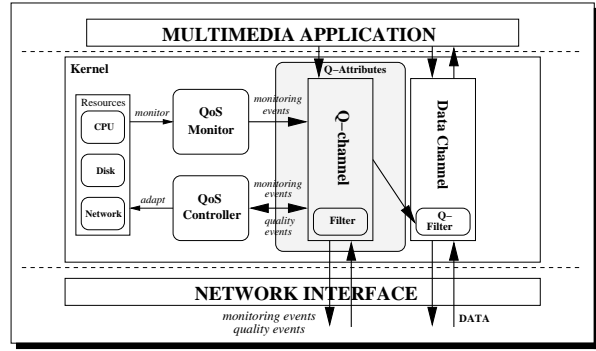 MULTIMEDIA APPLICATION
Kernel
Q-Attributes
Resources
CPU
Disk
Network
monitor
adapt
QoS
Monitor
QoS
Controller
monitoring
events
monitoring
events
quality
events
Q-channel
Filter
Data Channel
Q-
Filter
NETWORK INTERFACE
monitoring events
quality events
DATA